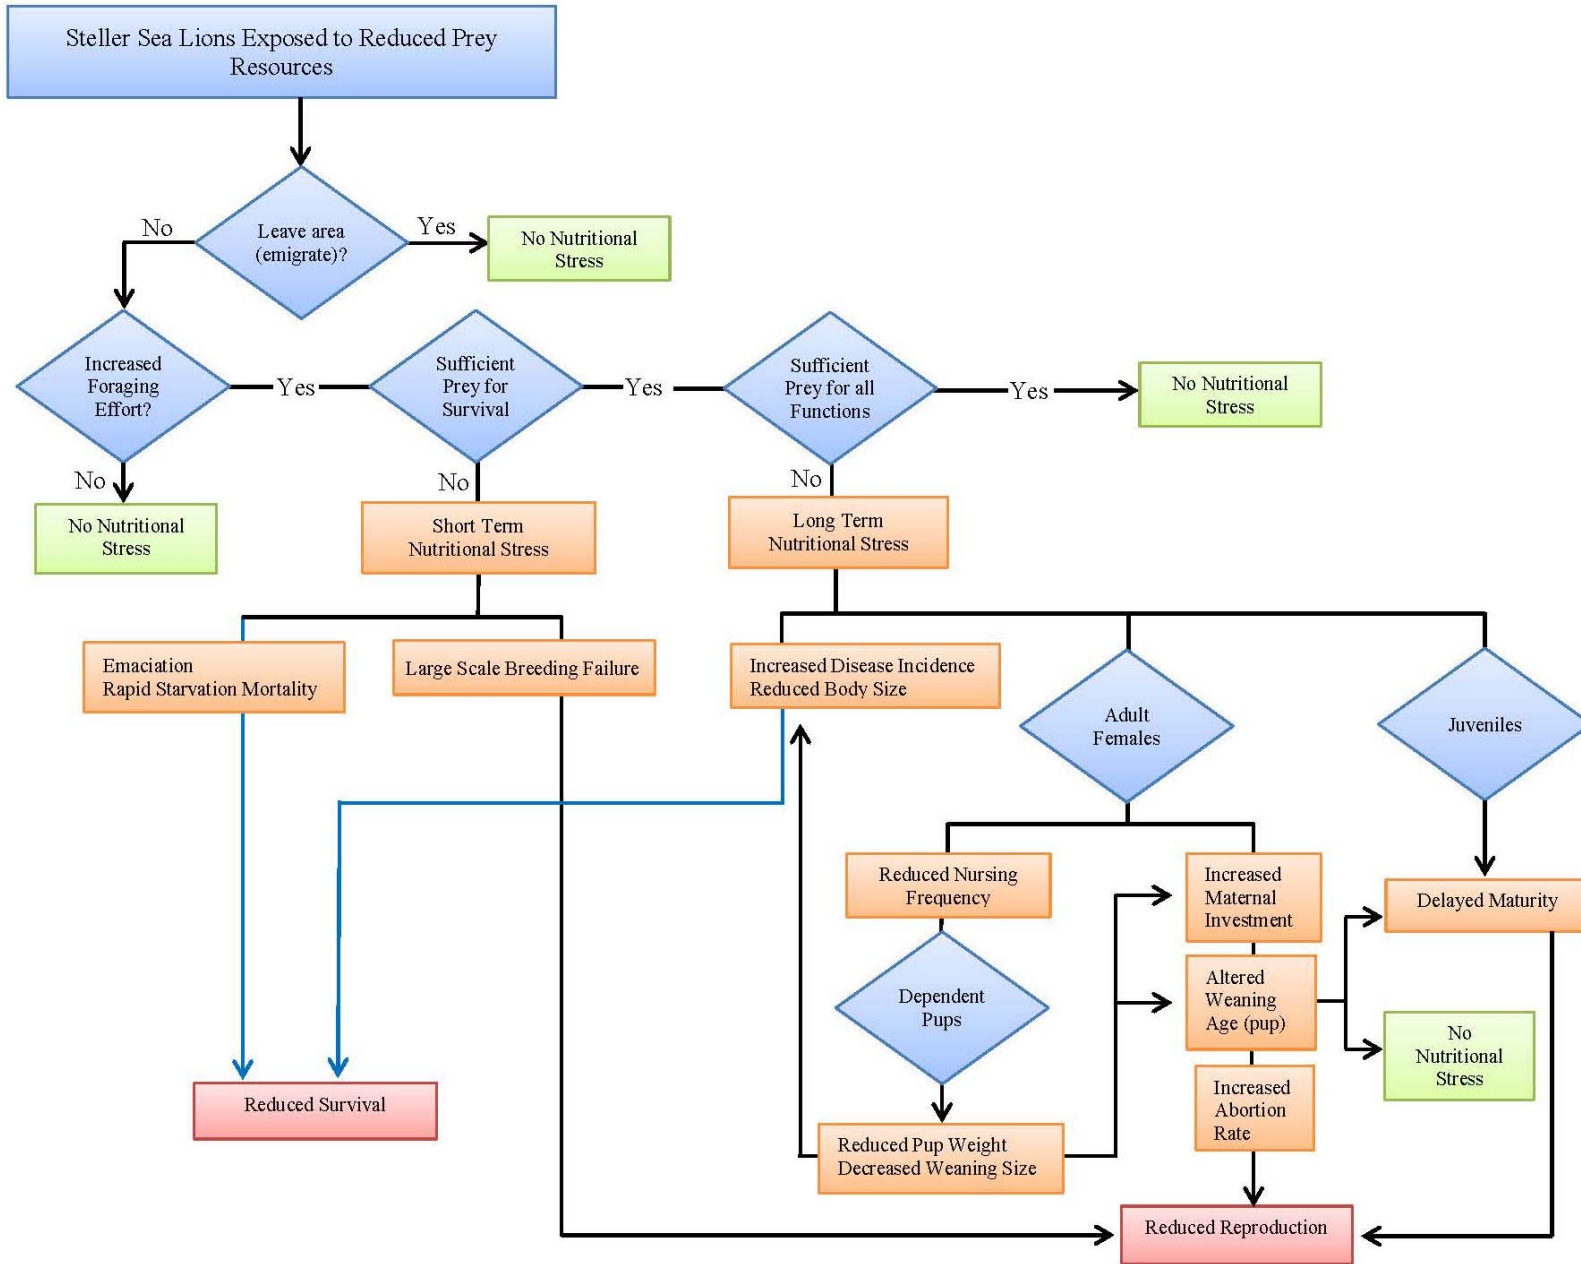 Steller Sea Lions Exposed to Reduced Prey
Resources
No
Leave area
(emigrate)?
Yes
No Nutritional
Stress
Increased
Foraging
Effort?
Yes
Sufficient
Prey for
Survival
Yes
Sufficient
Prey for all
Functions
Yes
No Nutritional
Stress
No
No
No
No Nutritional
Stress
Short Term
Nutritional Stress
Long Term
Nutritional Stress
Emaciation
Rapid Starvation Mortality
Large Scale Breeding Failure
Increased Disease Incidence
Reduced Body Size
Adult
Females
Juveniles
Reduced Nursing
Frequency
Increased
Maternal
Investment
Delayed Maturity
Dependent
Pups
Altered
Weaning
Age (pup)
No
Nutritional
Stress
Reduced Survival
Increased
Abortion
Rate
Reduced Pup Weight
Decreased Weaning Size
Reduced Reproduction